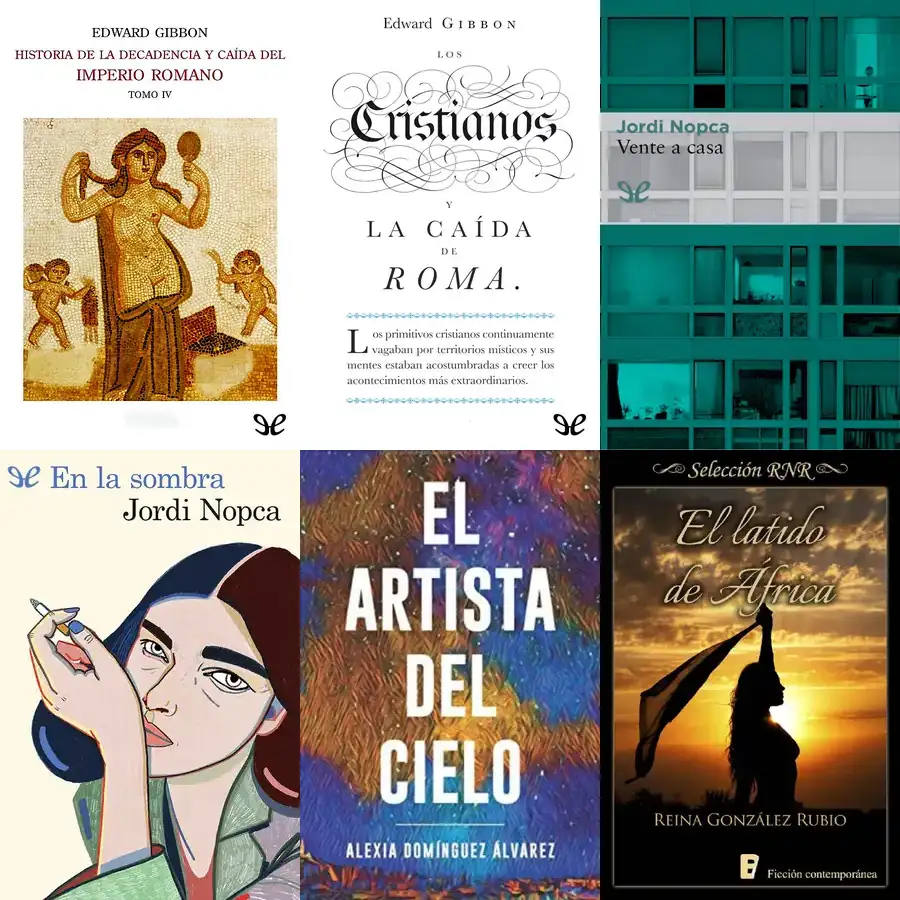 EDWARD GIBBON
HISTORIA DE LA DECADENCIA Y CAÍDA DEL
IMPERIO ROMANO
TOMO IV
Edward GIBBON
LOS
Cristianos
Y
LA CAÍDA
DE
ROMA.
Los primitivos cristianos continuamente
vagaban por territorios místicos y sus
mentes estaban acostumbradas a creer los
acontecimientos más extraordinarios.
Jordi Nopca
Vente a casa
En la sombra
Jordi Nopca
EL
ARTISTA
DEL
CIELO
ALEXIA DOMÍNGUEZ ÁLVAREZ
Selección RNR
El latido
de África
REINA GONZÁLEZ RUBIO
B
Ficción contemporánea